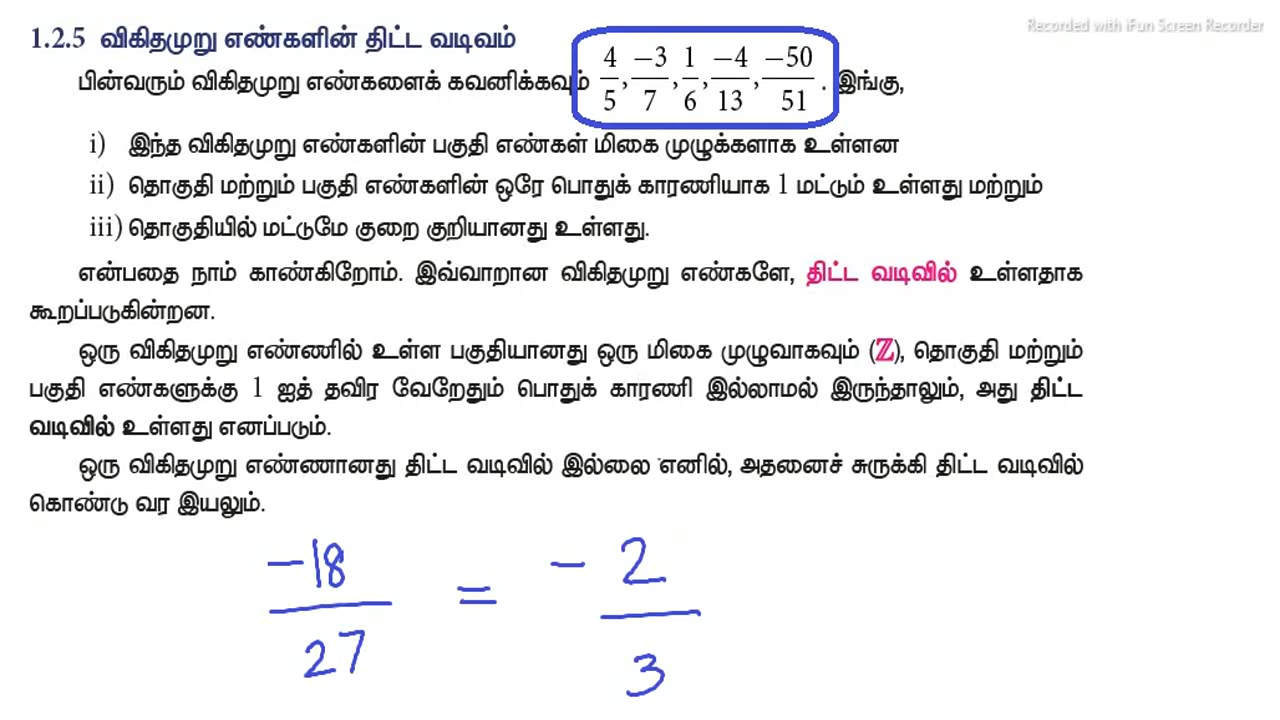 Recorded with iFun Screen Recorder
1.2.5 விகிதமுறு எண்களின் திட்ட வடிவம்
பின்வரும் விகிதமுறு எண்களைக் கவனிக்கவும் 4/5, -3/7, 1/6, -4/13, -50/51 . இங்கு,
i) இந்த விகிதமுறு எண்களின் பகுதி எண்கள் மிகை முழுக்களாக உள்ளன
ii) தொகுதி மற்றும் பகுதி எண்களின் ஒரே பொதுக் காரணியாக 1 மட்டும் உள்ளது மற்றும்
iii) தொகுதியில் மட்டுமே குறை குறியானது உள்ளது.
என்பதை நாம் காண்கிறோம். இவ்வாறான விகிதமுறு எண்களே, திட்ட வடிவில் உள்ளதாக
கூறப்படுகின்றன.
ஒரு விகிதமுறு எண்ணில் உள்ள பகுதியானது ஒரு மிகை முழுவாகவும் (ℤ), தொகுதி மற்றும்
பகுதி எண்களுக்கு 1 ஐத் தவிர வேறேதும் பொதுக் காரணி இல்லாமல் இருந்தாலும், அது திட்ட
வடிவில் உள்ளது எனப்படும்.
ஒரு விகிதமுறு எண்ணானது திட்ட வடிவில் இல்லை எனில், அதனைச் சுருக்கி திட்ட வடிவில்
கொண்டு வர இயலும்.
-18/27 = -2/3